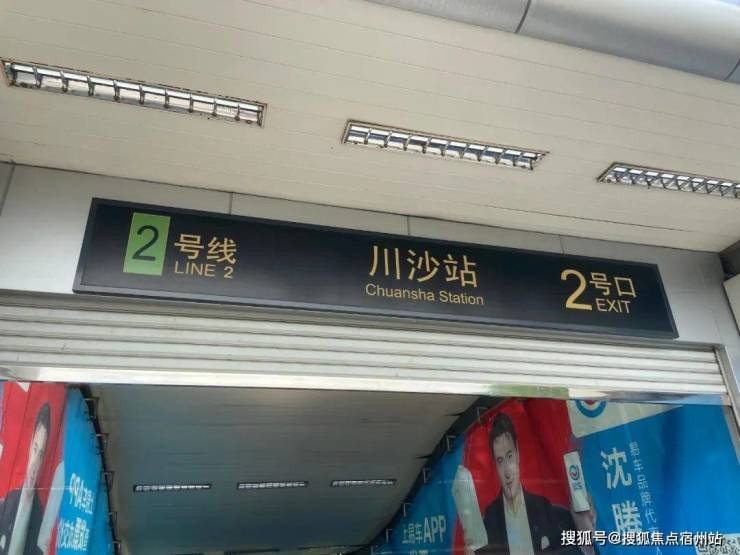 2 号线
LINE 2
川沙站
Chuansha Station
2 号口
EXIT
上易车APP
易车品牌代
沈腾
搜狐号@搜狐焦点宿州站